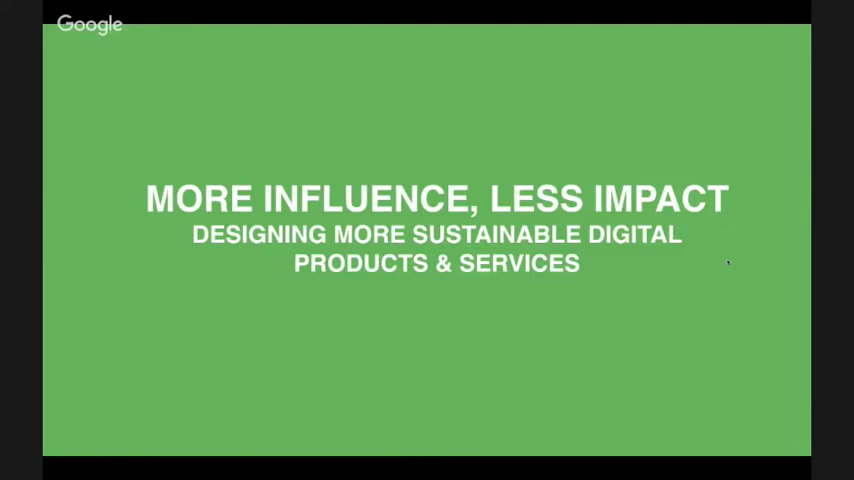 Google
MORE INFLUENCE, LESS IMPACT
DESIGNING MORE SUSTAINABLE DIGITAL
PRODUCTS & SERVICES